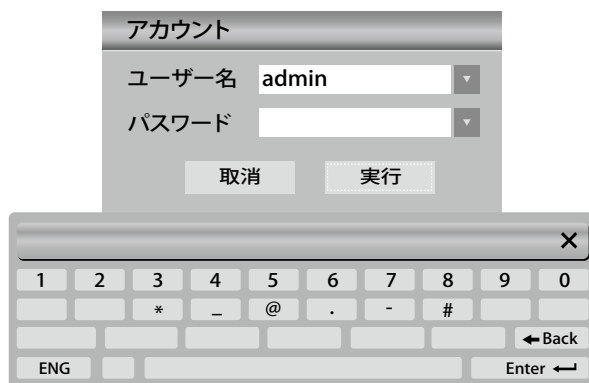 アカウント
ユーザー名 admin
パスワード
取消 実行
1 2 3 4 5 6 7 8 9 0
* _ @ . - #
Back
ENG Enter